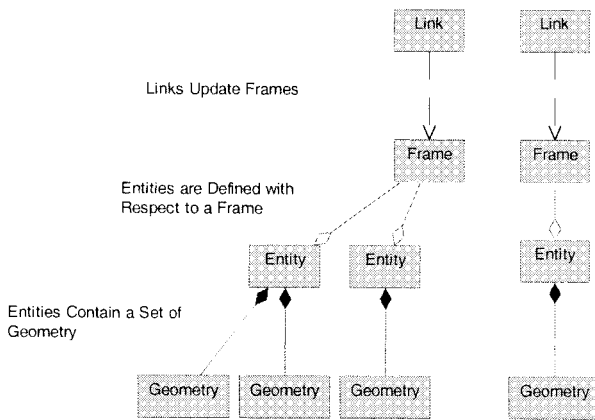 Link Link
Links Update Frames
Frame Frame
Entities are Defined with
Respect to a Frame
Entity Entity Entity
Entities Contain a Set of
Geometry
Geometry Geometry Geometry Geometry